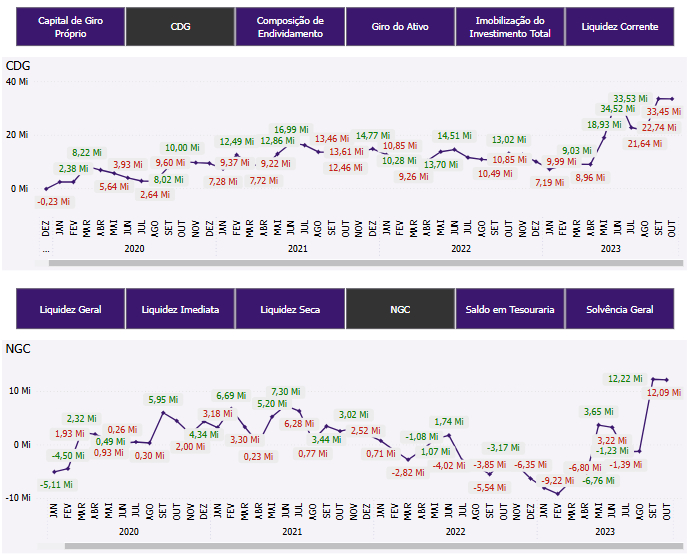 Capital de Giro Próprio
CDG
Composição de Endividamento
Giro do Ativo
Imobilização do Investimento Total
Liquidez Corrente
CDG
40 Mi
20 Mi
0 Mi
-0,23 Mi
2,38 Mi
8,22 Mi
5,64 Mi
3,93 Mi
2,64 Mi
8,02 Mi
9,60 Mi
10,00 Mi
7,28 Mi
12,49 Mi
9,37 Mi
7,72 Mi
9,22 Mi
12,86 Mi
16,99 Mi
13,46 Mi
12,46 Mi
13,61 Mi
14,77 Mi
10,28 Mi
10,85 Mi
9,26 Mi
13,70 Mi
14,51 Mi
10,49 Mi
13,02 Mi
10,85 Mi
7,19 Mi
9,99 Mi
9,03 Mi
8,96 Mi
18,93 Mi
34,52 Mi
33,53 Mi
21,64 Mi
22,74 Mi
33,45 Mi
DEZ JAN FEV MAR ABR MAI JUN JUL AGO SET OUT NOV DEZ JAN FEV MAR ABR MAI JUN JUL AGO SET OUT NOV DEZ JAN FEV MAR ABR MAI JUN JUL AGO SET OUT NOV DEZ JAN FEV MAR ABR MAI JUN JUL AGO SET OUT
... 2020 2021 2022 2023
Liquidez Geral
Liquidez Imediata
Liquidez Seca
NGC
Saldo em Tesouraria
Solvência Geral
NGC
10 Mi
0 Mi
-10 Mi
-5,11 Mi
-4,50 Mi
1,93 Mi
2,32 Mi
0,93 Mi
0,49 Mi
0,26 Mi
0,30 Mi
5,95 Mi
2,00 Mi
4,34 Mi
3,18 Mi
6,69 Mi
3,30 Mi
0,23 Mi
5,20 Mi
7,30 Mi
6,28 Mi
0,77 Mi
3,44 Mi
3,02 Mi
2,52 Mi
0,71 Mi
-2,82 Mi
-1,08 Mi
1,07 Mi
1,74 Mi
-4,02 Mi
-3,85 Mi
-5,54 Mi
-3,17 Mi
-6,35 Mi
-9,22 Mi
-6,80 Mi
-6,76 Mi
3,65 Mi
3,22 Mi
-1,23 Mi
-1,39 Mi
12,22 Mi
12,09 Mi
JAN FEV MAR ABR MAI JUN JUL AGO SET OUT NOV DEZ JAN FEV MAR ABR MAI JUN JUL AGO SET OUT NOV DEZ JAN FEV MAR ABR MAI JUN JUL AGO SET OUT NOV DEZ JAN FEV MAR ABR MAI JUN JUL AGO SET OUT
2020 2021 2022 2023